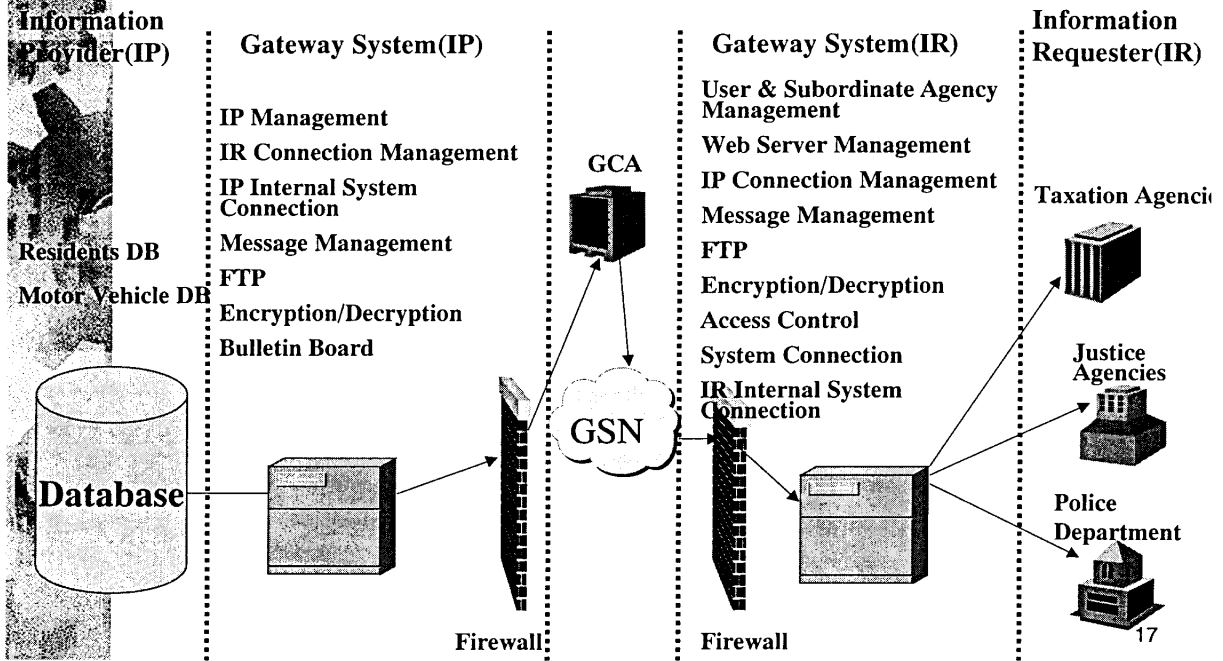 Information
Provider(IP)
Residents DB
Motor Vehicle DB
Database
Gateway System(IP)
IP Management
IR Connection Management
IP Internal System
Connection
Message Management
FTP
Encryption/Decryption
Bulletin Board
Firewall
GCA
GSN
Gateway System(IR)
User & Subordinate Agency
Management
Web Server Management
IP Connection Management
Message Management
FTP
Encryption/Decryption
Access Control
System Connection
IR Internal System
Connection
Firewall
Information
Requester(IR)
Taxation Agenci
Justice
Agencies
Police
Department
17